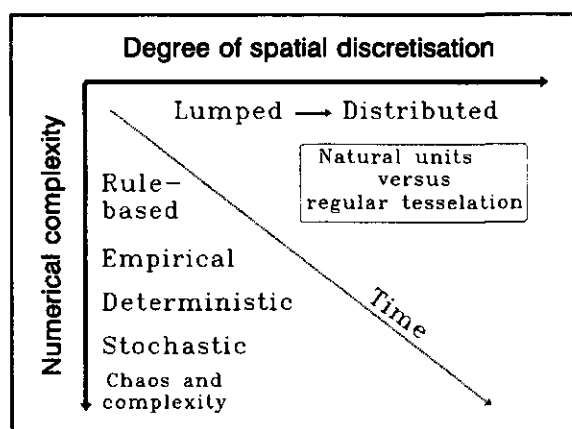 Degree of spatial discretisation
Lumped → Distributed
Natural units
versus
regular tesselation
Numerical complexity
Rule-
based
Empirical
Deterministic
Stochastic
Chaos and
complexity
Time